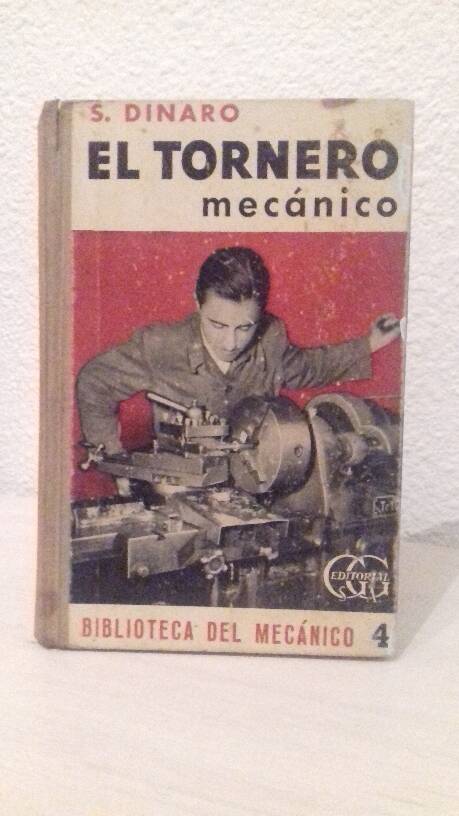 S. DINARO
EL TORNERO
mecánico
EDITORIAL
GG
BIBLIOTECA DEL MECÁNICO 4